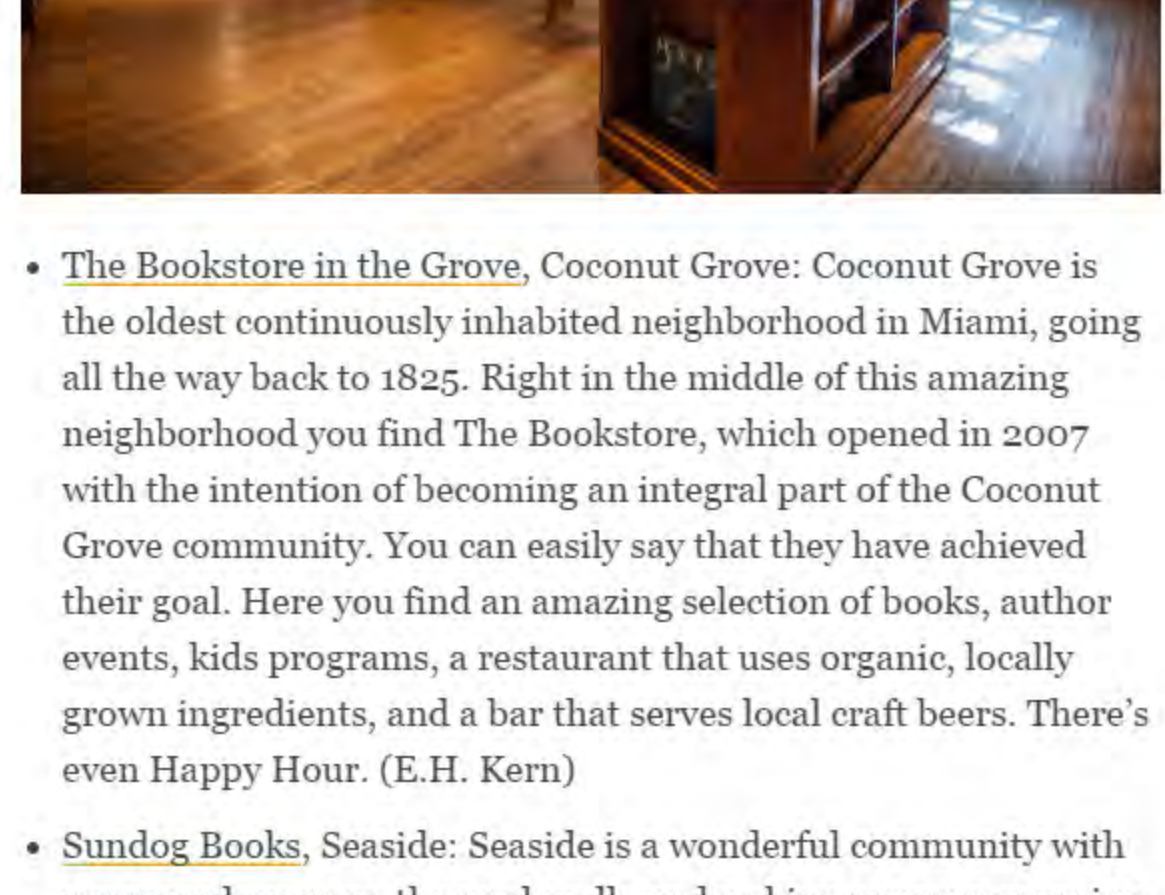 • The Bookstore in the Grove, Coconut Grove: Coconut Grove is
the oldest continuously inhabited neighborhood in Miami, going
all the way back to 1825. Right in the middle of this amazing
neighborhood you find The Bookstore, which opened in 2007
with the intention of becoming an integral part of the Coconut
Grove community. You can easily say that they have achieved
their goal. Here you find an amazing selection of books, author
events, kids programs, a restaurant that uses organic, locally
grown ingredients, and a bar that serves local craft beers. There’s
even Happy Hour. (E.H. Kern)
• Sundog Books, Seaside: Seaside is a wonderful community with